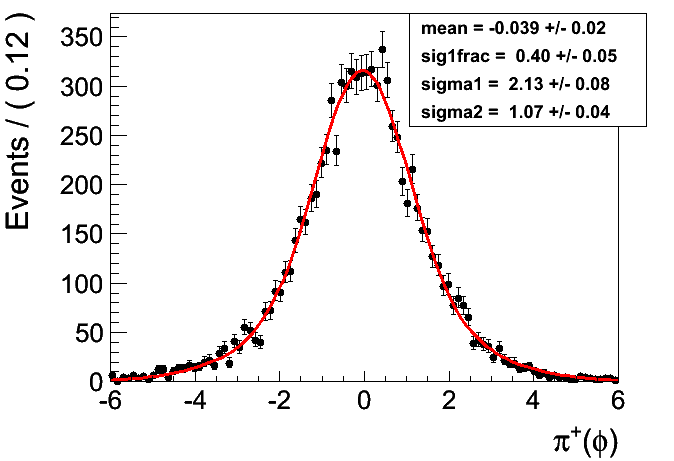 Events / ( 0.12 )
350
300
250
200
150
100
50
0
mean = -0.039 +/- 0.02
sig1frac = 0.40 +/- 0.05
sigma1 = 2.13 +/- 0.08
sigma2 = 1.07 +/- 0.04
-6 -4 -2 0 2 4 6
π⁺(ϕ)